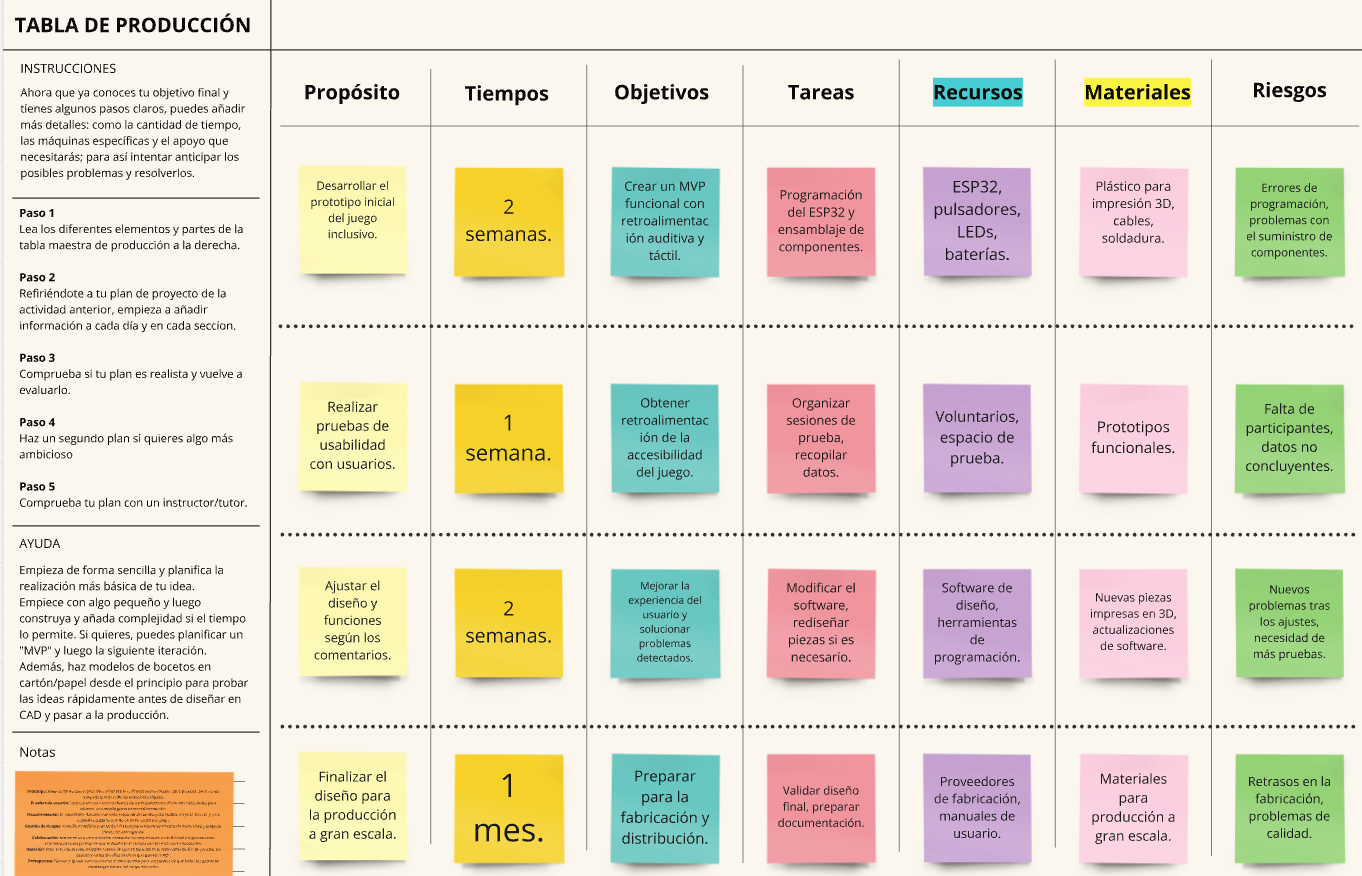 TABLA DE PRODUCCIÓN
INSTRUCCIONES
Ahora que ya conoces tu objetivo final y
tienes algunos pasos claros, puedes añadir
más detalles: como la cantidad de tiempo,
las máquinas específicas y el apoyo que
necesitarás; para así intentar anticipar los
posibles problemas y resolverlos.
Paso 1
Lea los diferentes elementos y partes de la
tabla maestra de producción a la derecha.
Paso 2
Refiriéndote a tu plan de proyecto de la
actividad anterior, empieza a añadir
información a cada día y en cada seccion.
Paso 3
Comprueba si tu plan es realista y vuelve a
evaluarlo.
Paso 4
Haz un segundo plan si quieres algo más
ambicioso
Paso 5
Comprueba tu plan con un instructor/tutor.
AYUDA
Empieza de forma sencilla y planifica la
realización más básica de tu idea.
Empiece con algo pequeño y luego
construya y añada complejidad si el tiempo
lo permite. Si quieres, puedes planificar un
"MVP" y luego la siguiente iteración.
Además, haz modelos de bocetos en
cartón/papel desde el principio para probar
las ideas rápidamente antes de diseñar en
CAD y pasar a la producción.
Notas
Propósito
Tiempos
Objetivos
Tareas
Recursos
Materiales
Riesgos
Desarrollar el
prototipo inicial
del juego
inclusivo.
2
semanas.
Crear un MVP
funcional con
retroalimentac
ión auditiva y
táctil.
Programación
del ESP32 y
ensamblaje de
componentes.
ESP32,
pulsadores,
LEDs,
baterías.
Plástico para
impresión 3D,
cables,
soldadura.
Errores de
programación,
problemas con
el suministro de
componentes.
Realizar
pruebas de
usabilidad
con usuarios.
1
semana.
Obtener
retroalimentac
ión de la
accesibilidad
del juego.
Organizar
sesiones de
prueba,
recopilar
datos.
Voluntarios,
espacio de
prueba.
Prototipos
funcionales.
Falta de
participantes,
datos no
concluyentes.
Ajustar el
diseño y
funciones
según los
comentarios.
2
semanas.
Mejorar la
experiencia del
usuario y
solucionar
problemas
detectados.
Modificar el
software,
rediseñar
piezas si es
necesario.
Software de
diseño,
herramientas
de
programación.
Nuevas piezas
impresas en 3D,
actualizaciones
de software.
Nuevos
problemas tras
los ajustes,
necesidad de
más pruebas.
Finalizar el
diseño para
la producción
a gran escala.
1
mes.
Preparar
para la
fabricación y
distribución.
Validar diseño
final, preparar
documentación.
Proveedores
de fabricación,
manuales de
usuario.
Materiales
para
producción a
gran escala.
Retrasos en la
fabricación,
problemas de
calidad.